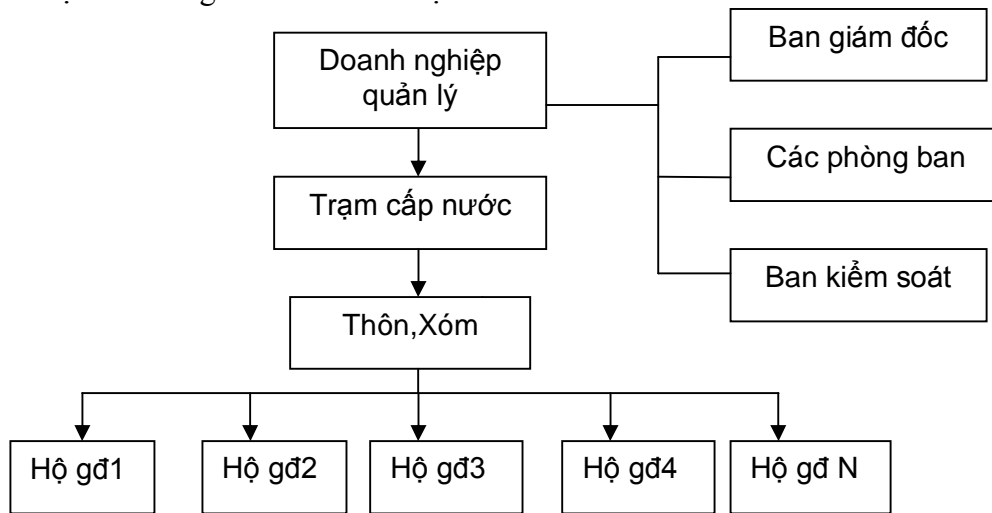 Doanh nghiệp
quản lý
Ban giám đốc
Các phòng ban
Trạm cấp nước
Ban kiểm soát
Thôn,Xóm
Hộ gđ1
Hộ gđ2
Hộ gđ3
Hộ gđ4
Hộ gđ N